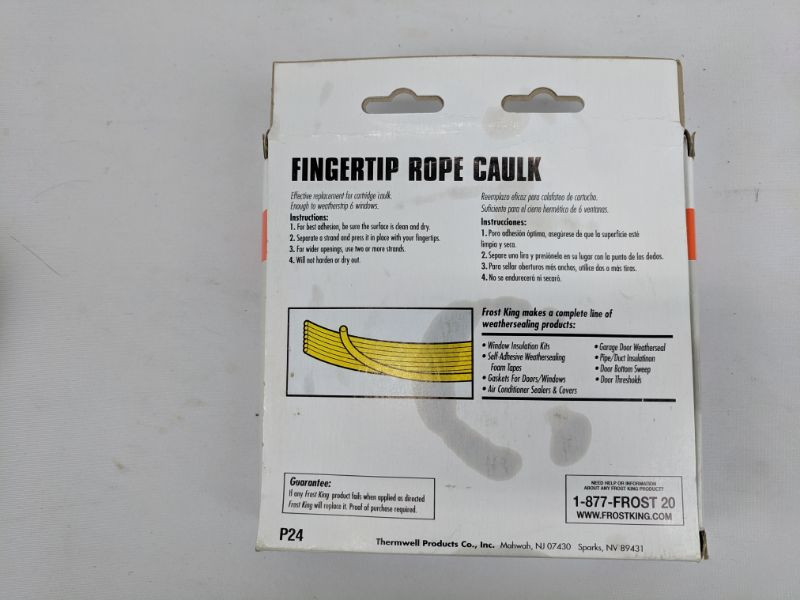 FINGERTIP ROPE CAULK
Effective replacement for cartridge caulk.
Enough to weatherstrip 6 windows.
Instructions:
1. For best adhesion, be sure the surface is clean and dry.
2. Separate a strand and press it in place with your fingertips.
3. For wider openings, use two or more strands.
4. Will not harden or dry out.
Reemplazo eficaz para calafateo de cartucho.
Suficiente para al cierro hermético de 6 ventanas.
Instrucciones:
1. Para adhesión óptima, asegúrese de que la superficie esté
limpia y seca.
2. Separe una lira y presiónela en su lugar con la punta de los dedos.
3. Para sellar aberturas más anchas, utilice dos o más tiras.
4. No se endurecerá ni secará.
Frost King makes a complete line of
weathersealing products:
• Window Insulation Kits
• Self-Adhesive Weathersealing
Foam Tapes
• Gaskets For Doors/Windows
• Air Conditioner Sealers & Covers
• Garage Door Weatherseal
• Pipe/Duct Insulatinon
• Door Bottom Sweep
• Door Thresholds
Guarantee:
If any Frost King product fails when applied as directed
Frost King will replace it. Proof of purchase required.
NEED HELP OR INFORMATION
ABOUT ANY FROST KING PRODUCT?
1-877-FROST 20
WWW.FROSTKING.COM
P24
Thermwell Products Co., Inc. Mahwah, NJ 07430 Sparks, NV 89431